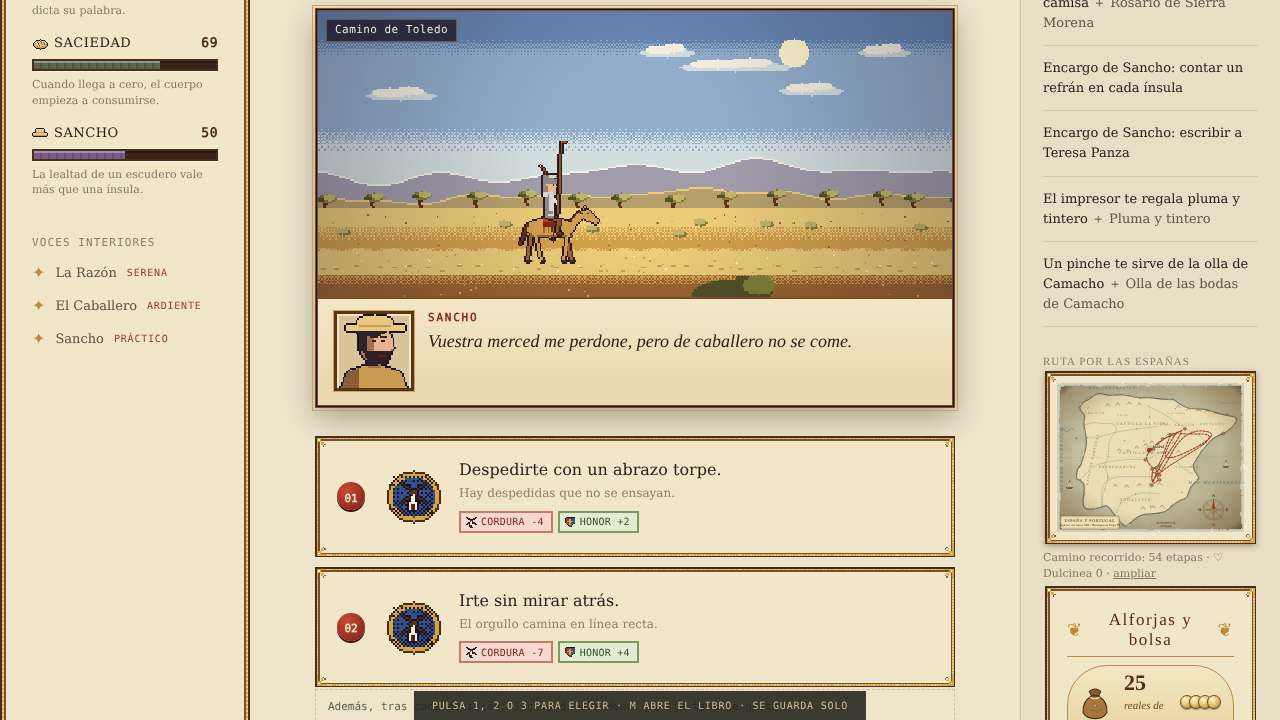 dicta su palabra.
SACIEDAD 69
Cuando llega a cero, el cuerpo
empieza a consumirse.
SANCHO 50
La lealtad de un escudero vale
más que una ínsula.
VOCES INTERIORES
La Razón SERENA
El Caballero ARDIENTE
Sancho PRÁCTICO
Camino de Toledo
SANCHO
Vuestra merced me perdone, pero de caballero no se come.
01
Despedirte con un abrazo torpe.
Hay despedidas que no se ensayan.
CORDURA -4 HONOR +2
02
Irte sin mirar atrás.
El orgullo camina en línea recta.
CORDURA -7 HONOR +4
Además, tras
PULSA 1, 2 O 3 PARA ELEGIR · M ABRE EL LIBRO · SE GUARDA SOLO
camisa + Rosario de Sierra
Morena
Encargo de Sancho: contar un
refrán en cada ínsula
Encargo de Sancho: escribir a
Teresa Panza
El impresor te regala pluma y
tintero + Pluma y tintero
Un pinche te sirve de la olla de
Camacho + Olla de las bodas
de Camacho
RUTA POR LAS ESPAÑAS
ESPAÑA Y PORTUGAL
Camino recorrido: 54 etapas · ♡
Dulcinea 0 · ampliar
Alforjas y
bolsa
25
reales de